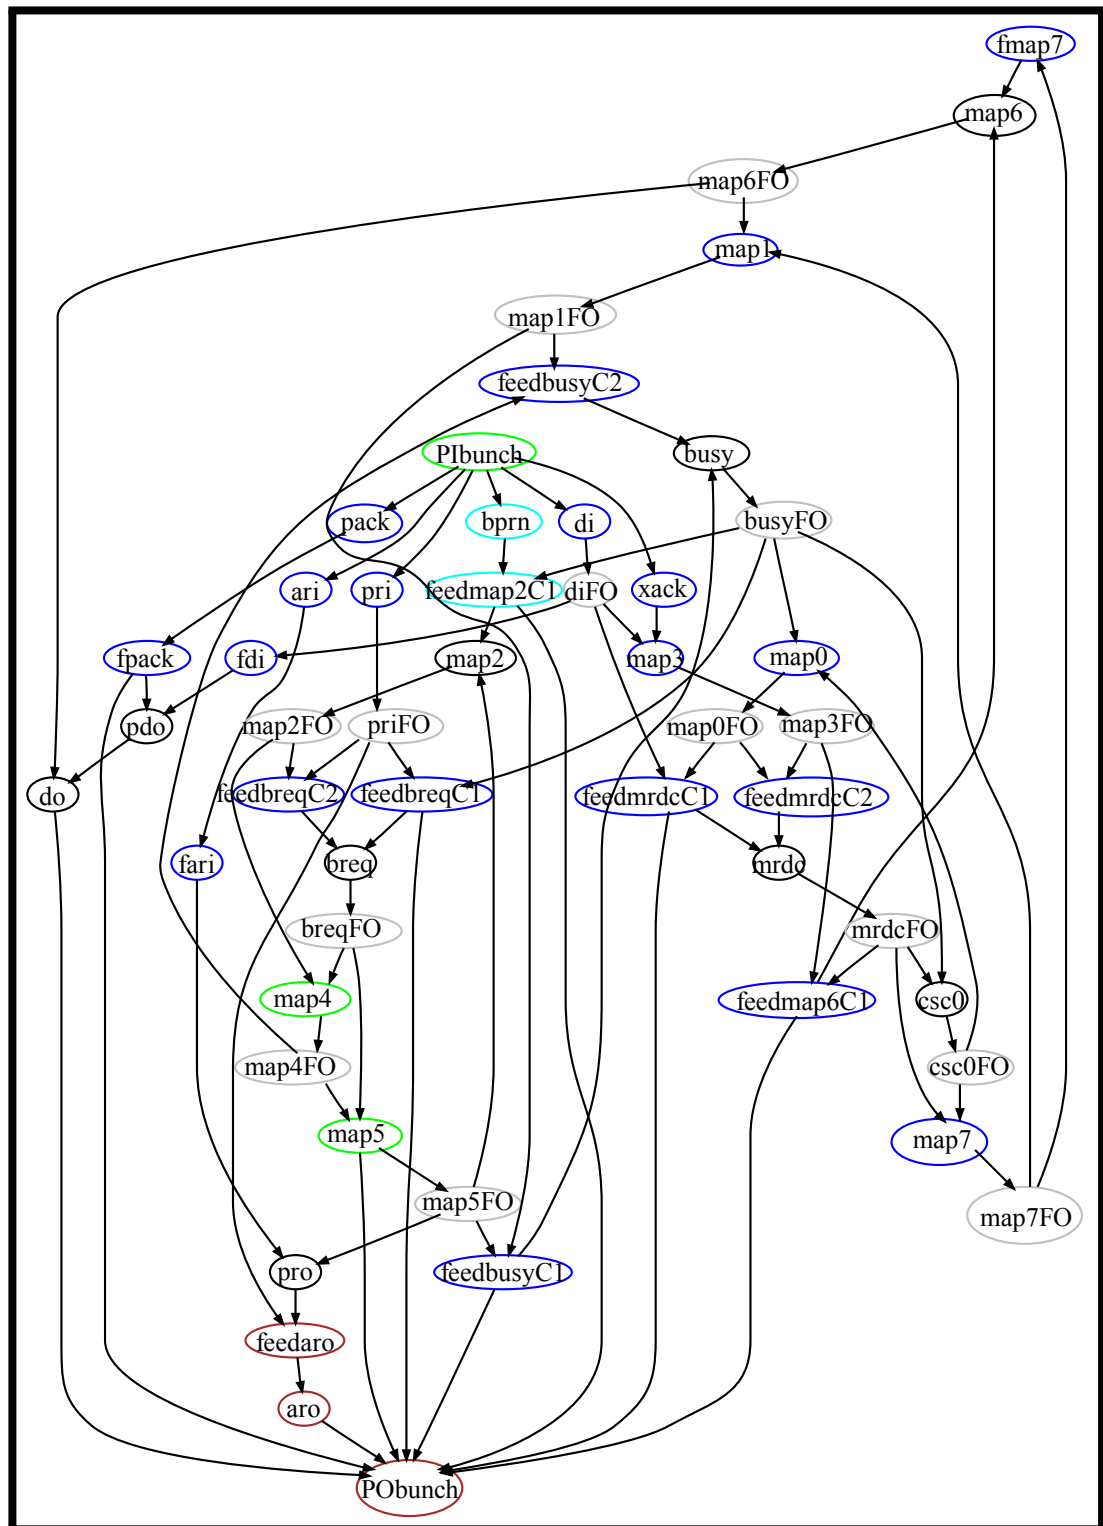 fmap7
map6
map6FO
map1
map1FO
feedbusyC2
PIbunch
busy
pack
bprn
di
busyFO
ari
pri
feedmap2C1
diFO
xack
fpack
fdi
map2
map3
map0
pdo
map2FO
priFO
map0FO
map3FO
do
feedbreqC2
feedbreqC1
feedmrdcC1
feedmrdcC2
fari
breq
mrdc
breqFO
mrdcFO
map4
feedmap6C1
csc0
map4FO
csc0FO
map5
map7
map5FO
map7FO
pro
feedbusyC1
feedaro
aro
PObunch